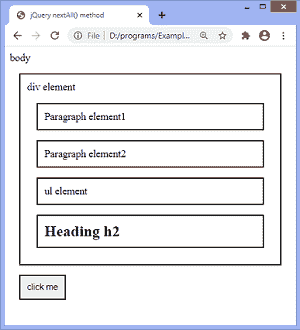 jQuery nextAll() method
File
D:/programs/Exampl...
body
div element
Paragraph element1
Paragraph element2
ul element
Heading h2
click me